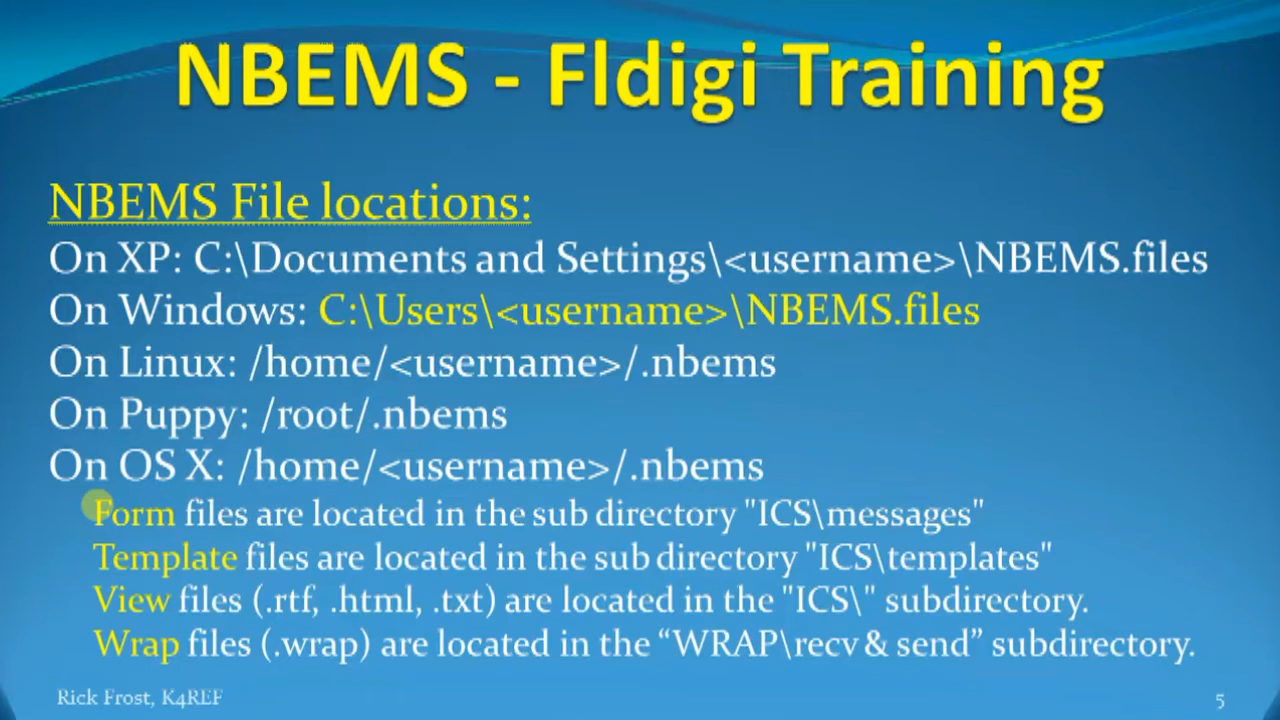 NBEMS - Fldigi Training
NBEMS File locations:
On XP: C:\Documents and Settings\<username>\NBEMS.files
On Windows: C:\Users\<username>\NBEMS.files
On Linux: /home/<username>/.nbems
On Puppy: /root/.nbems
On OS X: /home/<username>/.nbems
Form files are located in the sub directory "ICS\messages"
Template files are located in the sub directory "ICS\templates"
View files (.rtf, .html, .txt) are located in the "ICS\" subdirectory.
Wrap files (.wrap) are located in the “WRAP\recv & send” subdirectory.
Rick Frost, K4REF
5